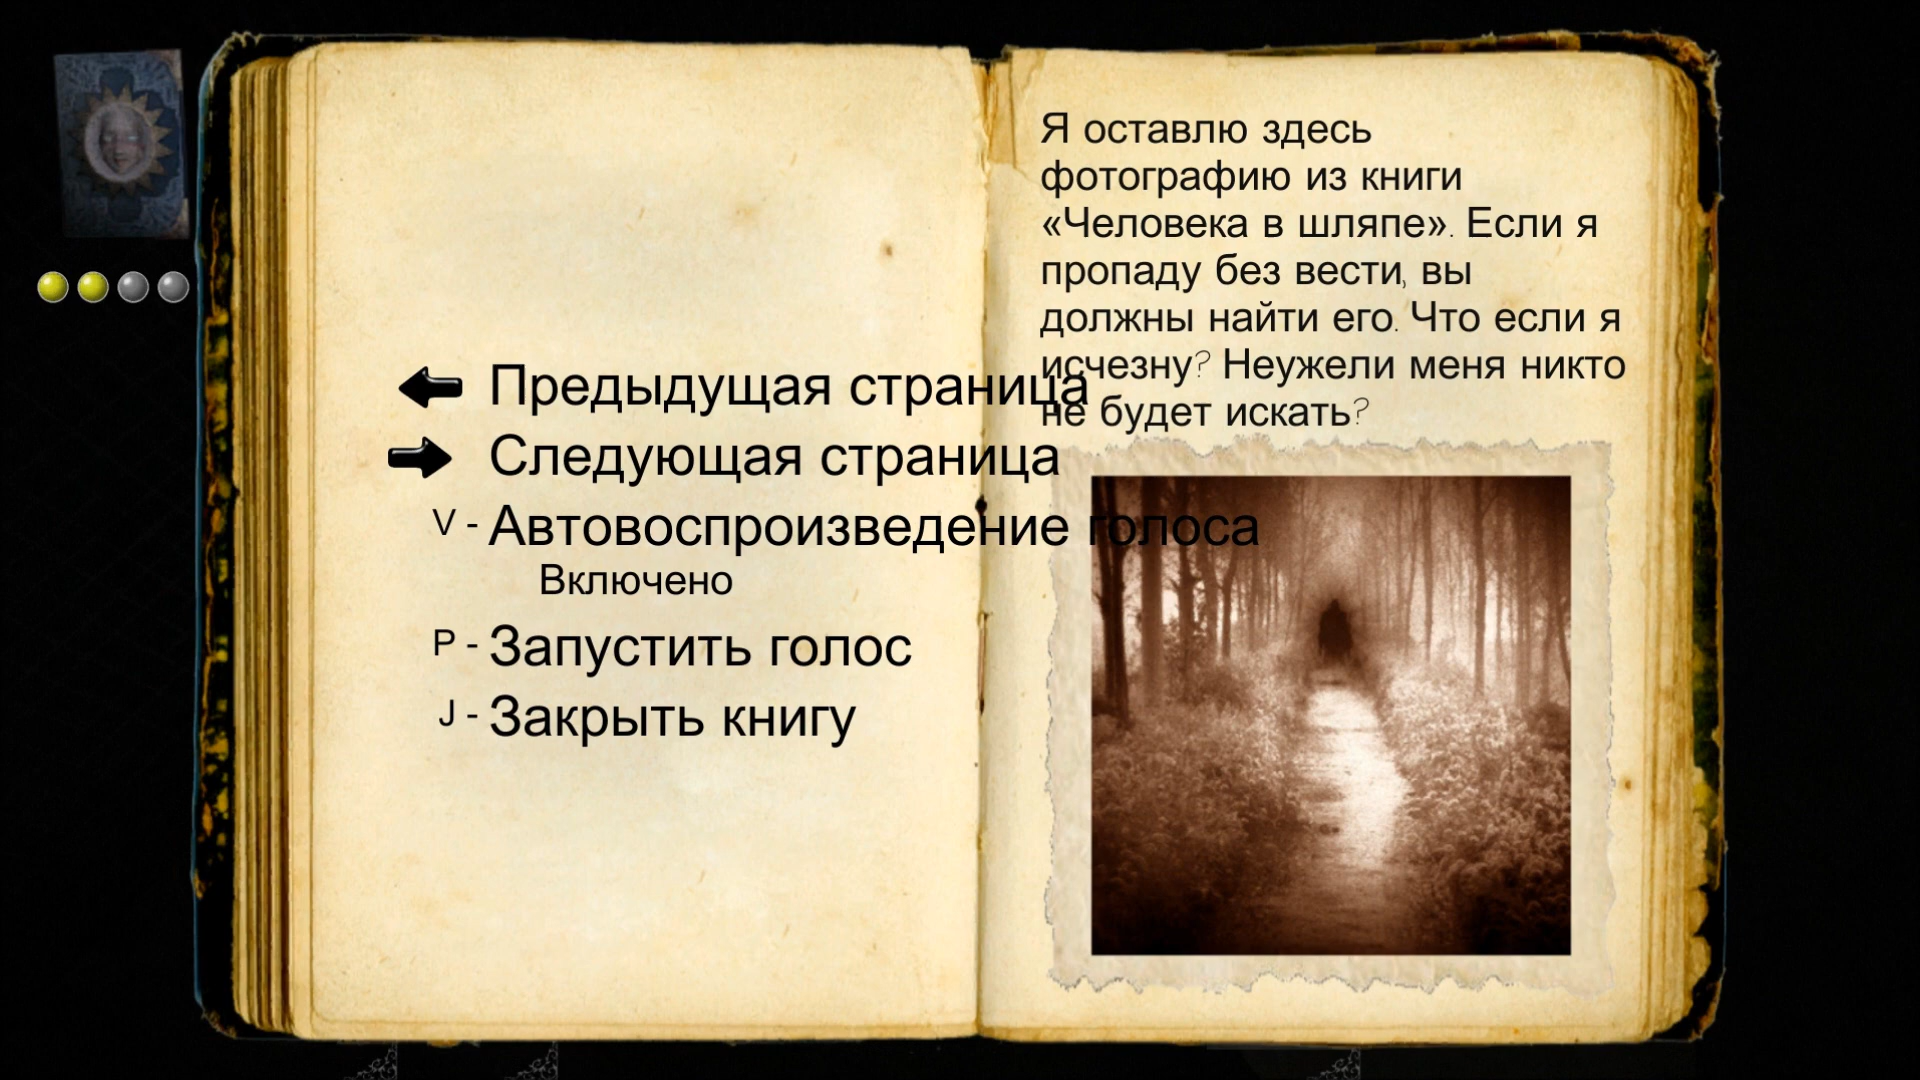 Предыдущая страница
Следующая страница
V - Автовоспроизведение голоса
Включено
P - Запустить голос
J - Закрыть книгу
Я оставлю здесь
фотографию из книги
«Человека в шляпе». Если я
пропаду без вести, вы
должны найти его. Что если я
исчезну? Неужели меня никто
не будет искать?